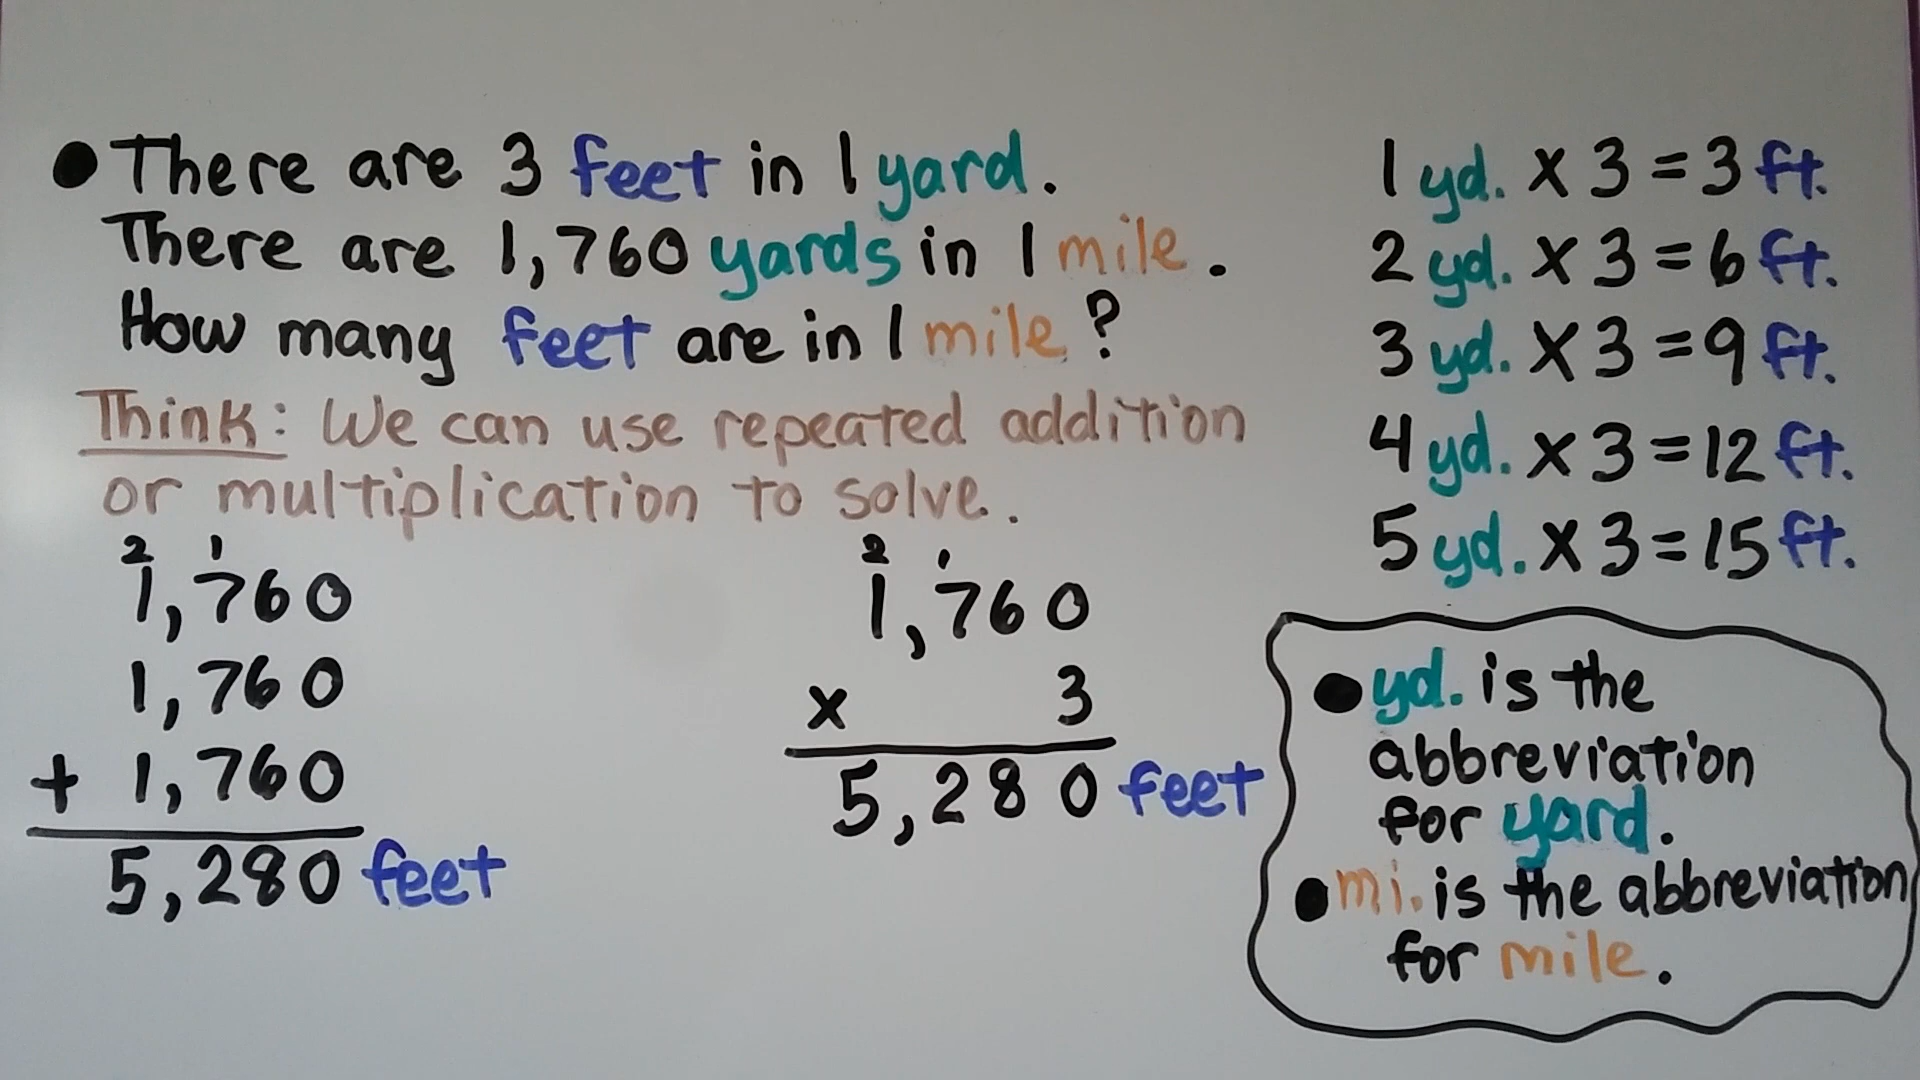 ● There are 3 feet in 1 yard.
There are 1,760 yards in 1 mile.
How many feet are in 1 mile?
Think: We can use repeated addition
or multiplication to solve.
2 1
1,760
1,760
+ 1,760
5,280 feet
2 1
1,760
x 3
5,280 feet
1 yd. x 3 = 3 ft.
2 yd. x 3 = 6 ft.
3 yd. x 3 = 9 ft.
4 yd. x 3 = 12 ft.
5 yd. x 3 = 15 ft.
● yd. is the
abbreviation
for yard.
● mi. is the abbreviation
for mile.